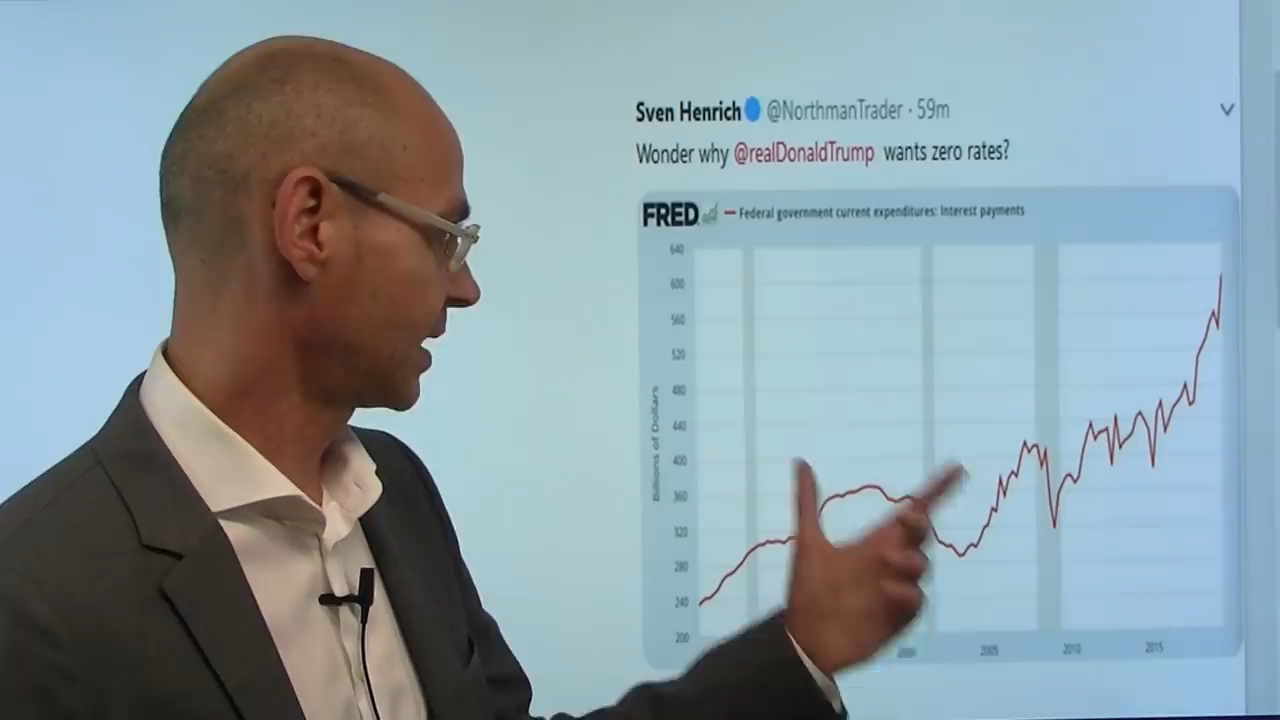 Sven Henrich @NorthmanTrader · 59m
Wonder why @realDonaldTrump wants zero rates?
FRED — Federal government current expenditures: Interest payments
640
600
560
520
480
440
400
360
320
280
240
200
Billions of Dollars
2000 2005 2010 2015